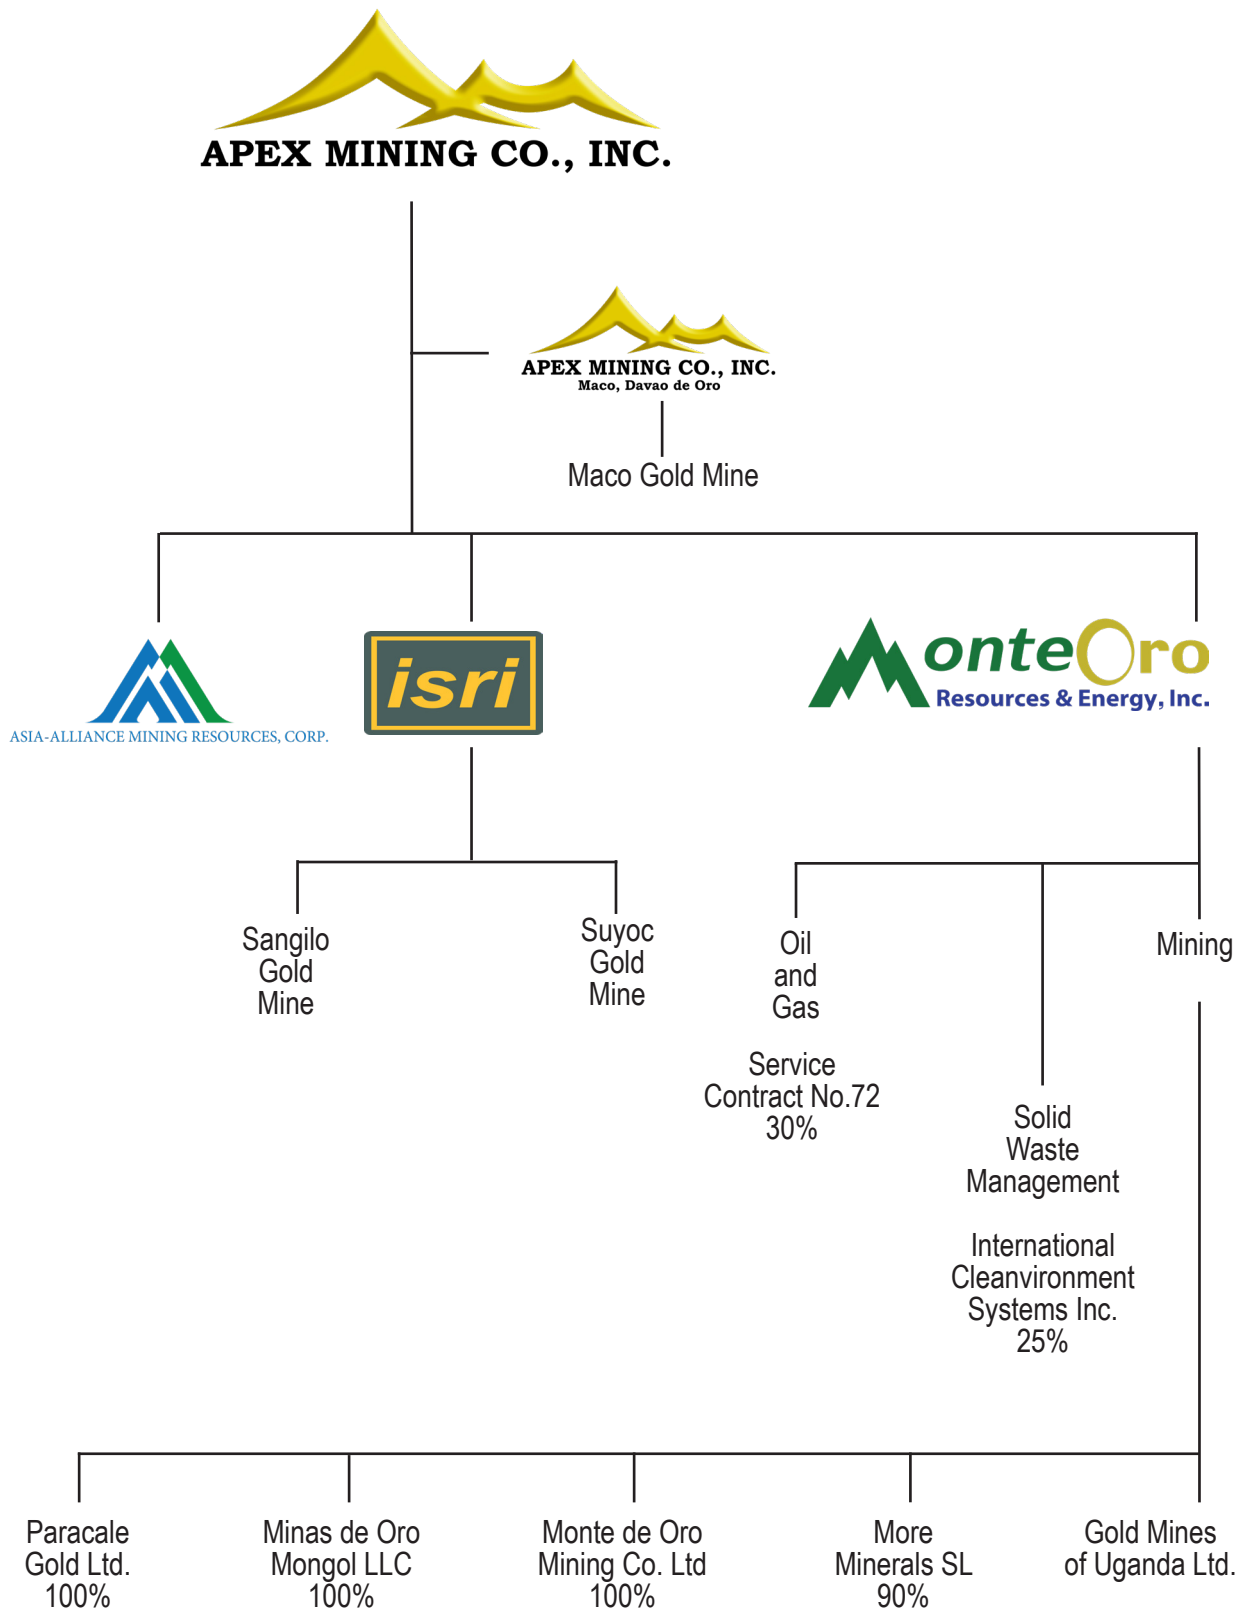 APEX MINING CO., INC.
APEX MINING CO., INC.
Maco, Davao de Oro
Maco Gold Mine
ASIA-ALLIANCE MINING RESOURCES, CORP.
isri
MonteOro
Resources & Energy, Inc.
Sangilo
Gold
Mine
Suyoc
Gold
Mine
Oil
and
Gas
Service
Contract No.72
30%
Solid
Waste
Management
International
Cleanvironment
Systems Inc.
25%
Mining
Paracale
Gold Ltd.
100%
Minas de Oro
Mongol LLC
100%
Monte de Oro
Mining Co. Ltd
100%
More
Minerals SL
90%
Gold Mines
of Uganda Ltd.